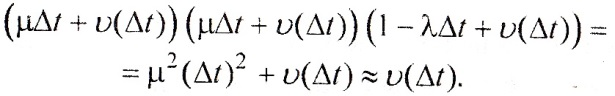 (μΔt + υ(Δt))(μΔt + υ(Δt))(1 − λΔt + υ(Δt)) =
= μ²(Δt)² + υ(Δt) ≈ υ(Δt).